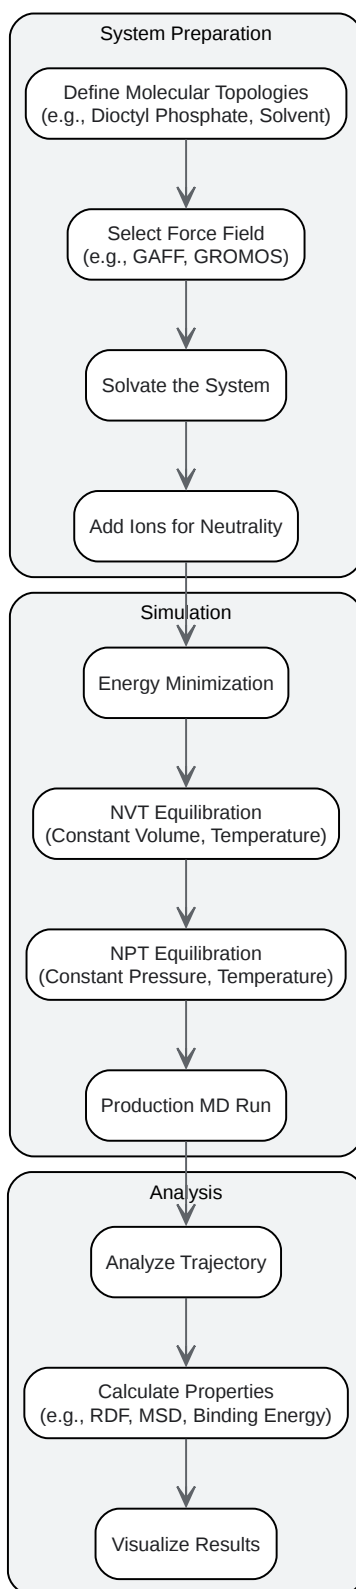 System Preparation
Define Molecular Topologies
(e.g., Dioctyl Phosphate, Solvent)
Select Force Field
(e.g., GAFF, GROMOS)
Solvate the System
Add Ions for Neutrality
Simulation
Energy Minimization
NVT Equilibration
(Constant Volume, Temperature)
NPT Equilibration
(Constant Pressure, Temperature)
Production MD Run
Analysis
Analyze Trajectory
Calculate Properties
(e.g., RDF, MSD, Binding Energy)
Visualize Results